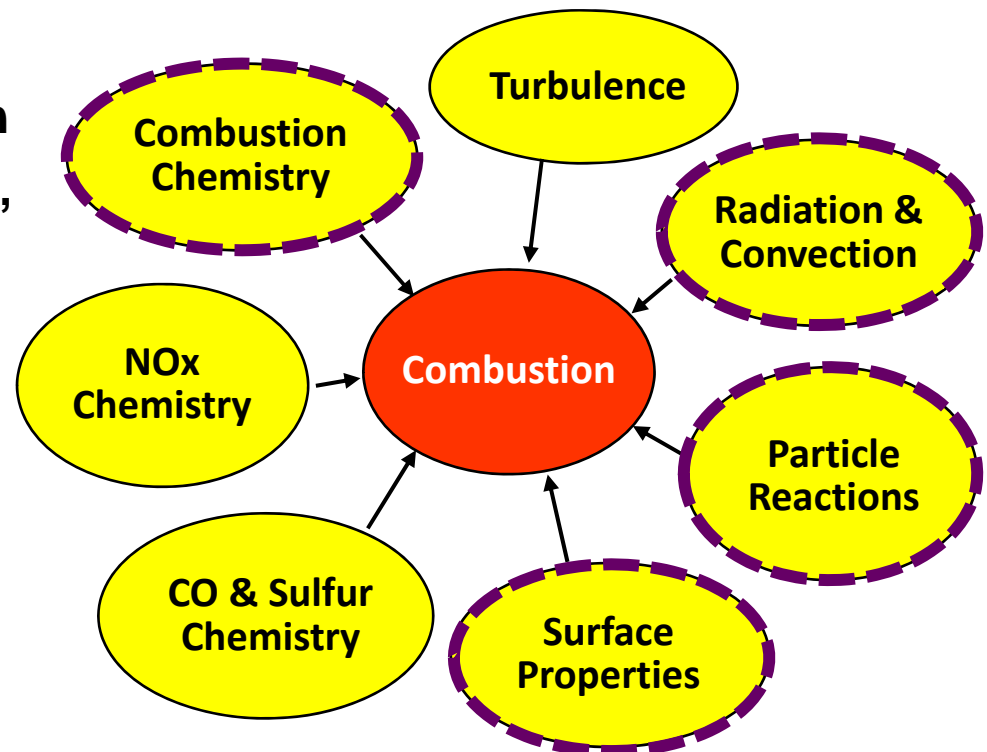 n
,
Turbulence
Combustion
Chemistry
Radiation &
Convection
NOx
Chemistry
Combustion
Particle
Reactions
CO & Sulfur
Chemistry
Surface
Properties